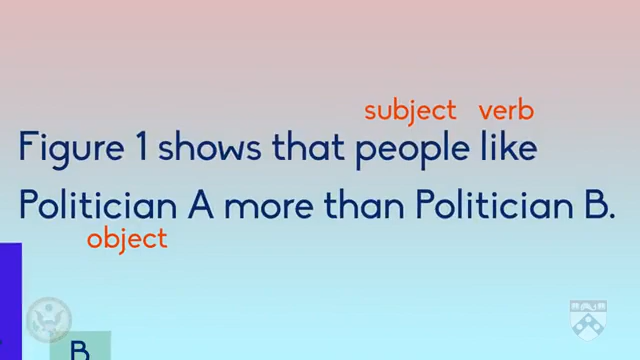 subject verb
Figure 1 shows that people like
Politician A more than Politician B.
object
B